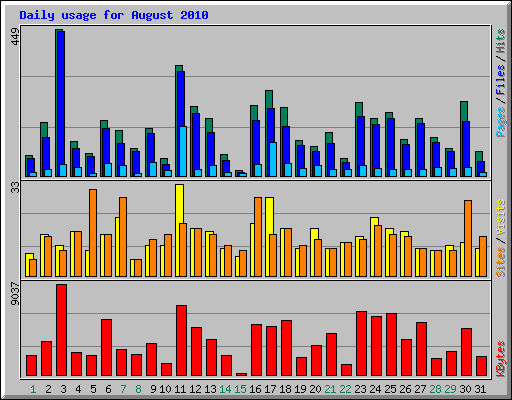 Daily usage for August 2010
449
Pages / Files / Hits
33
Sites / Visits
9037
KBytes
1 2 3 4 5 6 7 8 9 10 11 12 13 14 15 16 17 18 19 20 21 22 23 24 25 26 27 28 29 30 31